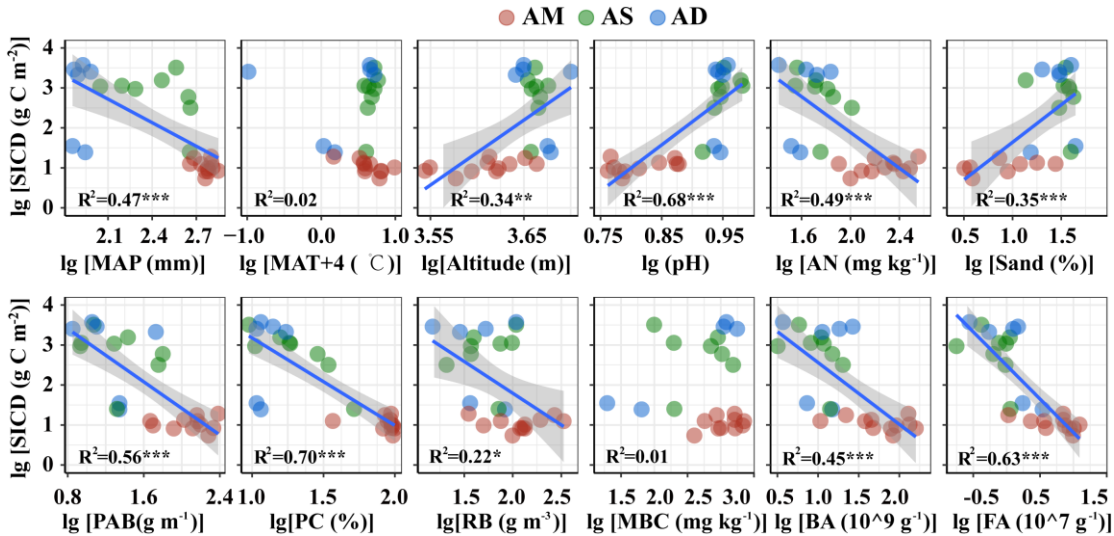 AM AS AD
lg [SICD (g C m⁻²)]
4
3
2
1
0
R²=0.47***
R²=0.02
R²=0.34**
R²=0.68***
R²=0.49***
R²=0.35***
2.1 2.4 2.7
−1.0 0.0 1.0
3.55 3.65
0.75 0.85 0.95
1.4 2.0 2.6
0.5 1.0 1.5
lg [MAP (mm)]
lg [MAT+4 ( ℃)]
lg[Altitude (m)]
lg (pH)
lg [AN (mg kg⁻¹)]
lg [Sand (%)]
lg [SICD (g C m⁻²)]
4
3
2
1
0
R²=0.56***
R²=0.70***
R²=0.22*
R²=0.01
R²=0.45***
R²=0.63***
0.8 1.6 2.4
1.0 1.5 2.0
1.0 1.5 2.0 2.5
1.5 2.0 2.5 3.0
0.5 1.0 1.5 2.0
-0.5 0.5 1.5
lg [PAB(g m⁻¹)]
lg [PC (%)]
lg [RB (g m⁻³)]
lg [MBC (mg kg⁻¹)]
lg [BA (10^9 g⁻¹)]
lg [FA (10^7 g⁻¹)]